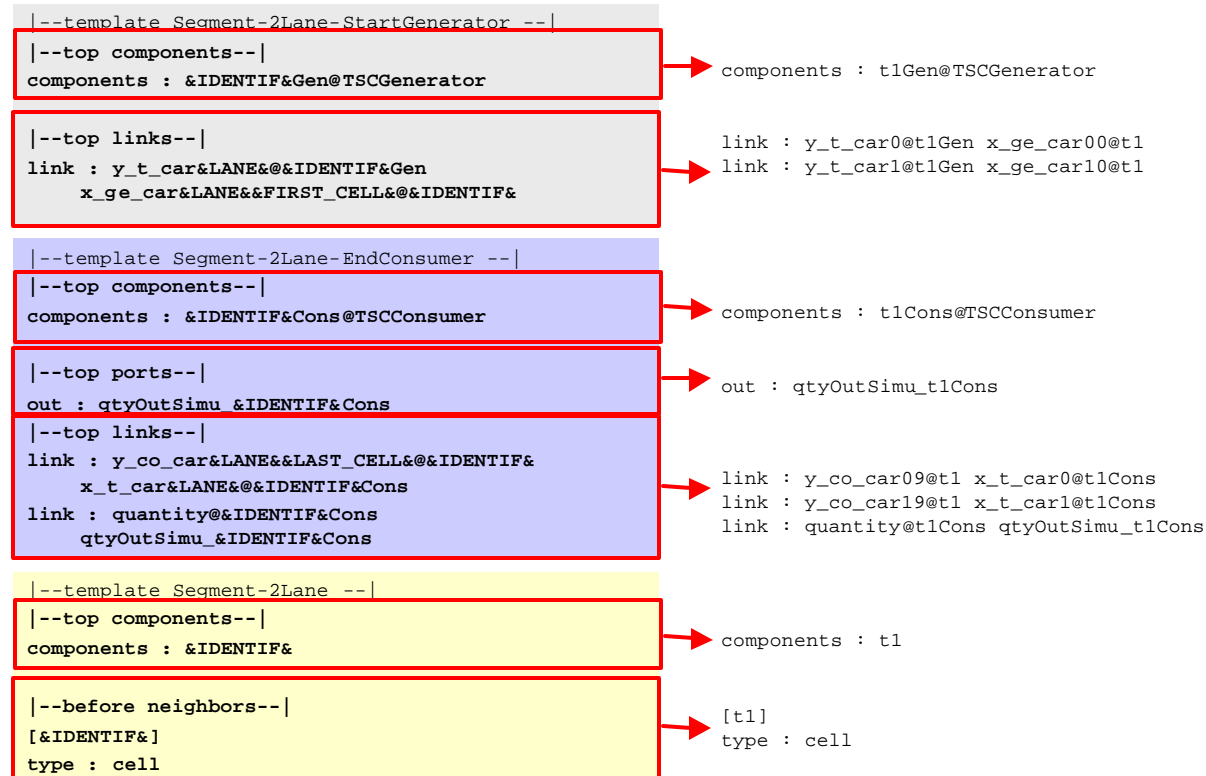 |--template Segment-2Lane-StartGenerator --|
|--top components--|
components : &IDENTIF&Gen@TSCGenerator
components : t1Gen@TSCGenerator
|--top links--|
link : y_t_car&LANE&@&IDENTIF&Gen
x_ge_car&LANE&&FIRST_CELL&@&IDENTIF&
link : y_t_car0@t1Gen x_ge_car00@t1
link : y_t_car1@t1Gen x_ge_car10@t1
|--template Segment-2Lane-EndConsumer --|
|--top components--|
components : &IDENTIF&Cons@TSCConsumer
components : t1Cons@TSCConsumer
|--top ports--|
out : qtyOutSimu_&IDENTIF&Cons
out : qtyOutSimu_t1Cons
|--top links--|
link : y_co_car&LANE&&LAST_CELL&@&IDENTIF&
x_t_car&LANE&@&IDENTIF&Cons
link : quantity@&IDENTIF&Cons
qtyOutSimu_&IDENTIF&Cons
link : y_co_car09@t1 x_t_car0@t1Cons
link : y_co_car19@t1 x_t_car1@t1Cons
link : quantity@t1Cons qtyOutSimu_t1Cons
|--template Segment-2Lane --|
|--top components--|
components : &IDENTIF&
components : t1
|--before neighbors--|
[&IDENTIF&]
type : cell
[t1]
type : cell